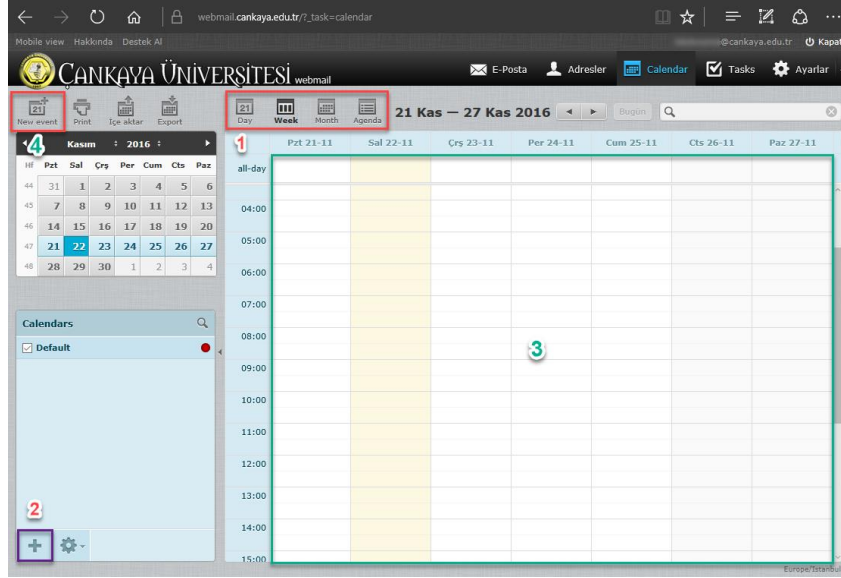 webmail.cankaya.edu.tr/?_task=calendar
Mobile view Hakkında Destek Al
@cankaya.edu.tr Kapat
ÇANKAYA ÜNİVERSİTESİ webmail
E-Posta Adresler Calendar Tasks Ayarlar
New event Print İçe aktar Export
21 Day Week Month Agenda 21 Kas — 27 Kas 2016 Bugün
4 Kasım 2016
1
Hf Pzt Sal Çrş Per Cum Cts Paz
44 31 1 2 3 4 5 6
45 7 8 9 10 11 12 13
46 14 15 16 17 18 19 20
47 21 22 23 24 25 26 27
48 28 29 30 1 2 3 4
Calendars
Default
2
Pzt 21-11 Sal 22-11 Çrş 23-11 Per 24-11 Cum 25-11 Cts 26-11 Paz 27-11
all-day
04:00
05:00
06:00
07:00
08:00
3
09:00
10:00
11:00
12:00
13:00
14:00
15:00
Europe/Istanbul